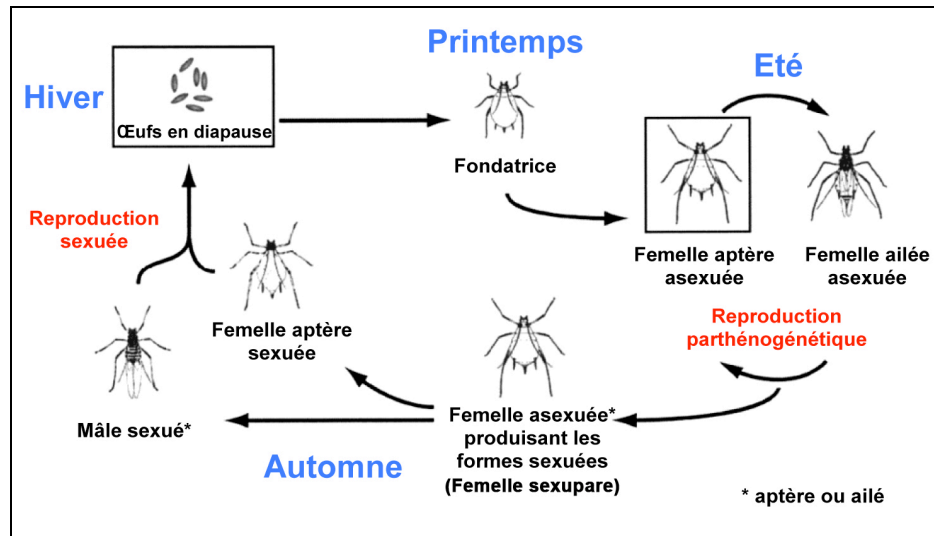 Printemps
Eté
Hiver
Œufs en diapause
Fondatrice
Reproduction
sexuée
Femelle aptère
asexuée
Femelle ailée
asexuée
Reproduction
parthénogénétique
Femelle aptère
sexuée
Mâle sexué*
Femelle asexuée*
produisant les
formes sexuées
(Femelle sexupare)
Automne
* aptère ou ailé